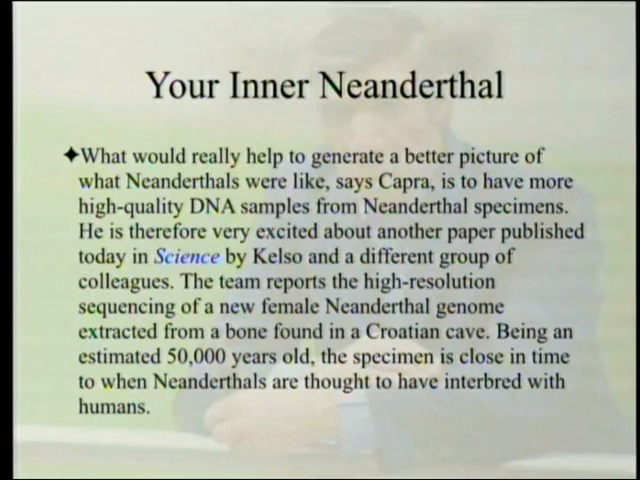 Your Inner Neanderthal
✦What would really help to generate a better picture of
what Neanderthals were like, says Capra, is to have more
high-quality DNA samples from Neanderthal specimens.
He is therefore very excited about another paper published
today in Science by Kelso and a different group of
colleagues. The team reports the high-resolution
sequencing of a new female Neanderthal genome
extracted from a bone found in a Croatian cave. Being an
estimated 50,000 years old, the specimen is close in time
to when Neanderthals are thought to have interbred with
humans.